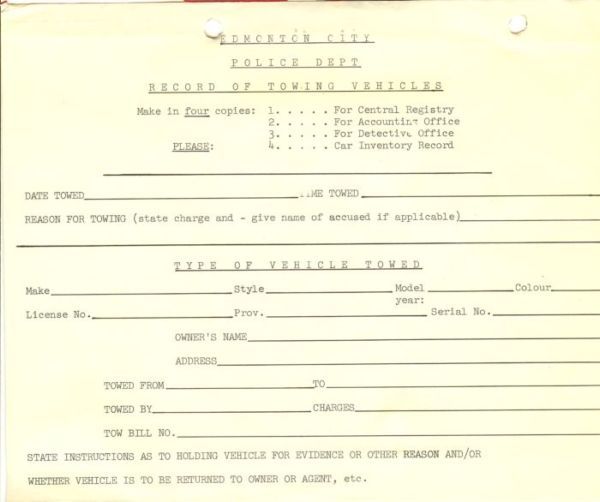 EDMONTON CITY
POLICE DEPT
RECORD OF TOWING VEHICLES
Make in four copies: 1. . . . . For Central Registry
2. . . . . For Accounting Office
3. . . . . For Detective Office
PLEASE: 4. . . . . Car Inventory Record
DATE TOWED TOWED
REASON FOR TOWING (state charge and - give name of accused if applicable)
TYPE OF VEHICLE TOWED
Make Style Model Colour
year:
License No. Prov. Serial No.
OWNER'S NAME
ADDRESS
TOWED FROM TO
TOWED BY CHARGES
TOW BILL NO.
STATE INSTRUCTIONS AS TO HOLDING VEHICLE FOR EVIDENCE OR OTHER REASON AND/OR
WHETHER VEHICLE IS TO BE RETURNED TO OWNER OR AGENT, etc.